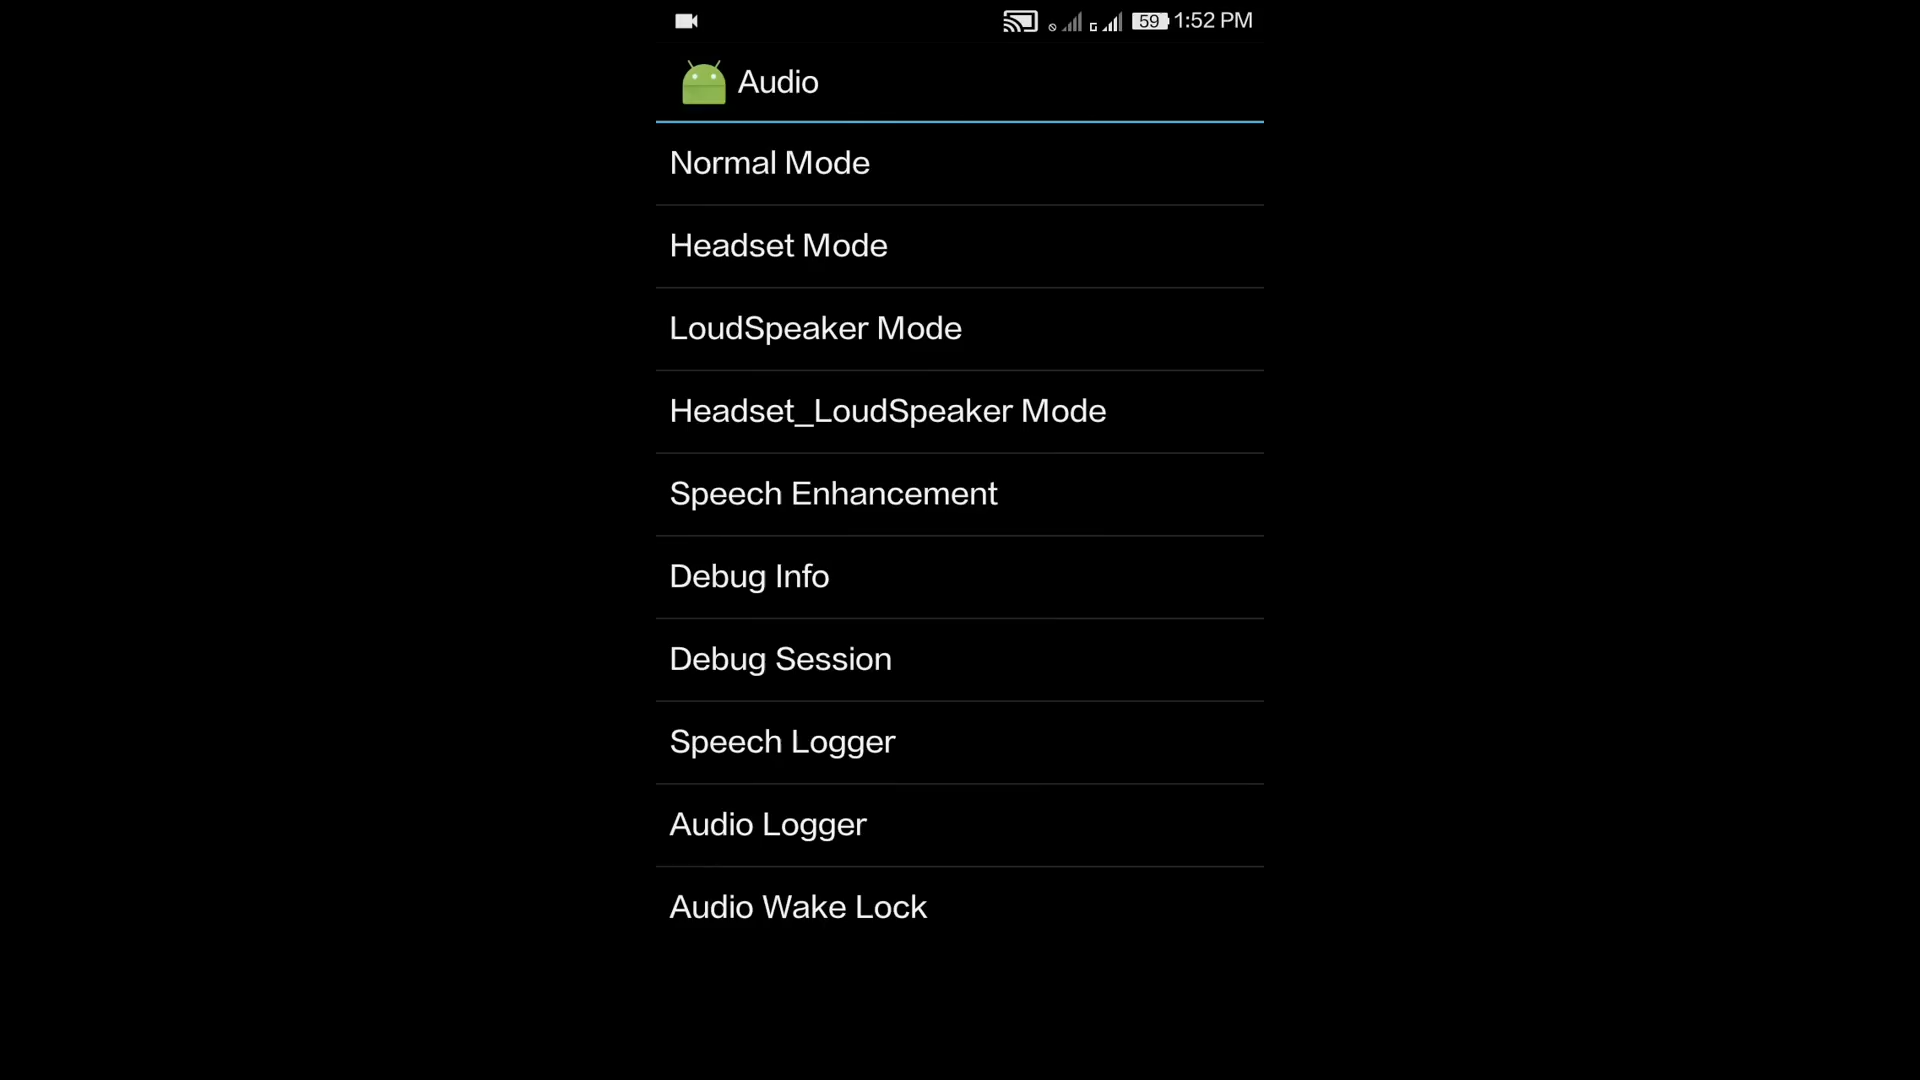 59 1:52 PM
Audio
Normal Mode
Headset Mode
LoudSpeaker Mode
Headset_LoudSpeaker Mode
Speech Enhancement
Debug Info
Debug Session
Speech Logger
Audio Logger
Audio Wake Lock